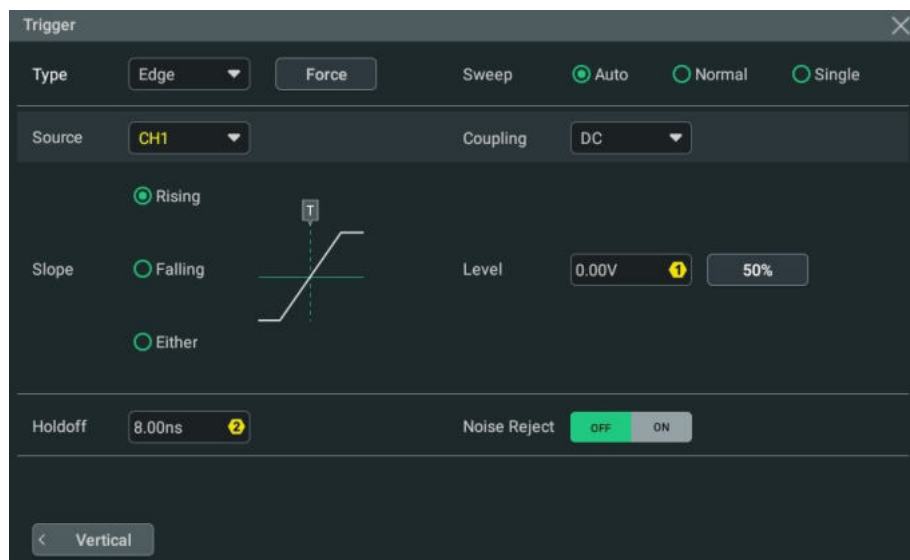 Trigger
Type Edge Force Sweep Auto Normal Single
Source CH1 Coupling DC
Rising
T
Slope Falling Level 0.00V 1 50%
Either
Holdoff 8.00ns 2 Noise Reject OFF ON
< Vertical